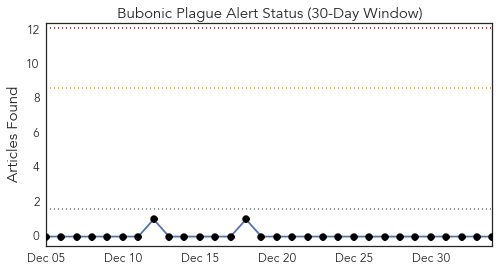 Bubonic Plague Alert Status (30-Day Window)
Articles Found
12
10
8
6
4
2
0
Dec 05 Dec 10 Dec 15 Dec 20 Dec 25 Dec 30